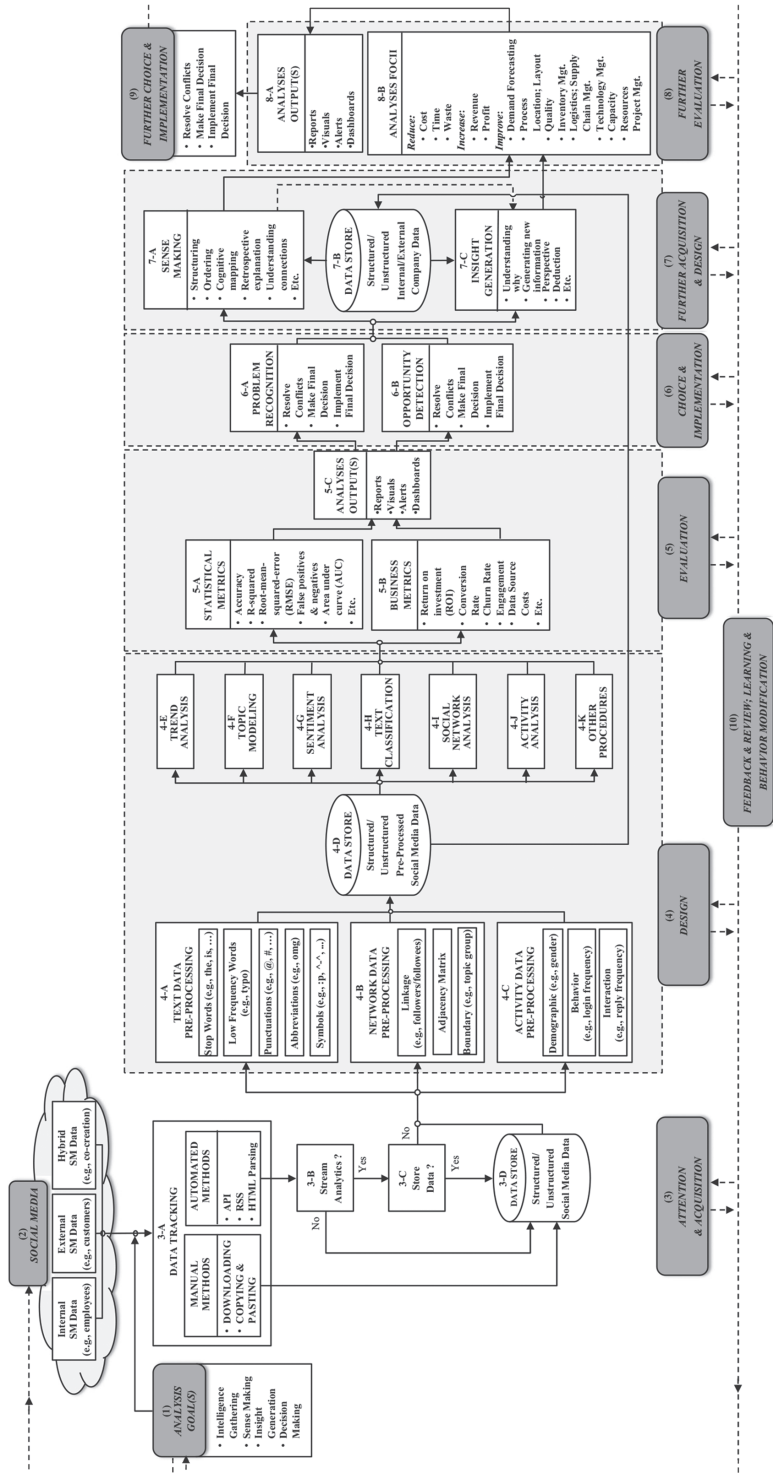 (1)
ANALYSIS
GOAL(S)
• Intelligence
Gathering
• Sense Making
• Insight
Generation
• Decision
Making
(2)
SOCIAL MEDIA
Internal
SM Data
(e.g., employees)
External
SM Data
(e.g., customers)
Hybrid
SM Data
(e.g., co-creation)
3-A
DATA TRACKING
MANUAL
METHODS
• DOWNLOADING
• COPYING &
PASTING
AUTOMATED
METHODS
• API
• RSS
• HTML Parsing
3-B
Stream
Analytics ?
No
Yes
3-C
Store
Data ?
No
Yes
3-D
DATA STORE
Structured/
Unstructured
Social Media Data
(3)
ATTENTION
& ACQUISITION
4-A
TEXT DATA
PRE-PROCESSING
Stop Words (e.g., the, is, …)
Low Frequency Words
(e.g., typo)
Punctuations (e.g., @, #, …)
Abbreviations (e.g., omg)
Symbols (e.g., :p, ^-^, ...)
4-B
NETWORK DATA
PRE-PROCESSING
Linkage
(e.g., followers/followees)
Adjacency Matrix
Boundary (e.g., topic group)
4-C
ACTIVITY DATA
PRE-PROCESSING
Demographic (e.g., gender)
Behavior
(e.g., login frequency)
Interaction
(e.g., reply frequency)
4-D
DATA STORE
Structured/
Unstructured
Pre-Processed
Social Media Data
4-E
TREND
ANALYSIS
4-F
TOPIC
MODELING
4-G
SENTIMENT
ANALYSIS
4-H
TEXT
CLASSIFICATION
4-I
SOCIAL
NETWORK
ANALYSIS
4-J
ACTIVITY
ANALYSIS
4-K
OTHER
PROCEDURES
(4)
DESIGN
5-A
STATISTICAL
METRICS
• Accuracy
• R-squared
• Root-mean-
squared-error
(RMSE)
• False positives
& negatives
• Area under
curve (AUC)
• Etc.
5-B
BUSINESS
METRICS
• Return on
investment
(ROI)
• Conversion
Rate
• Churn Rate
• Engagement
• Data Source
Costs
• Etc.
5-C
ANALYSES
OUTPUT(S)
•Reports
•Visuals
•Alerts
•Dashboards
(5)
EVALUATION
6-A
PROBLEM
RECOGNITION
• Resolve
Conflicts
• Make Final
Decision
• Implement
Final Decision
6-B
OPPORTUNITY
DETECTION
• Resolve
Conflicts
• Make Final
Decision
• Implement
Final Decision
(6)
CHOICE &
IMPLEMENTATION
7-A
SENSE
MAKING
• Structuring
• Ordering
• Cognitive
mapping
• Retrospective
explanation
• Understanding
connections
• Etc.
7-B
DATA STORE
Structured/
Unstructured
Internal/External
Company Data
7-C
INSIGHT
GENERATION
• Understanding
why
• Generating new
information
• Perspective
• Deduction
• Etc.
(7)
FURTHER ACQUISITION
& DESIGN
8-A
ANALYSES
OUTPUT(S)
•Reports
•Visuals
•Alerts
•Dashboards
8-B
ANALYSES FOCII
Reduce:
• Cost
• Time
• Waste
Increase:
• Revenue
• Profit
Improve:
• Demand Forecasting
• Process
• Location; Layout
• Quality
• Inventory Mgt.
• Logistics; Supply
Chain Mgt.
• Technology Mgt.
• Capacity
• Resources
• Project Mgt.
(8)
FURTHER
EVALUATION
(9)
FURTHER CHOICE &
IMPLEMENTATION
• Resolve Conflicts
• Make Final Decision
• Implement Final
Decision
(10)
FEEDBACK & REVIEW; LEARNING &
BEHAVIOR MODIFICATION